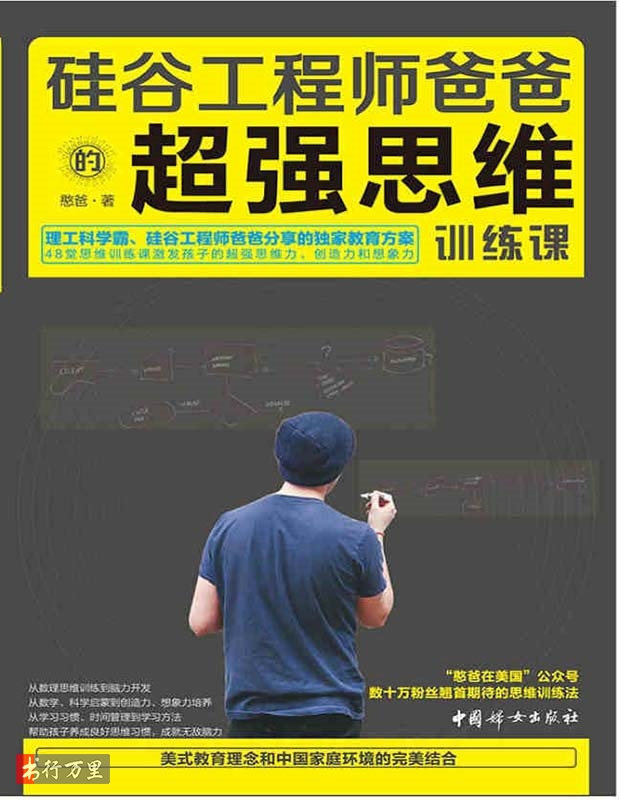 硅谷工程师爸爸
的
超强思维
憨爸·著
训练课
理工科学霸、硅谷工程师爸爸分享的独家教育方案
48堂思维训练课激发孩子的超强思维力、创造力和想象力
CLIENT
?
?
“憨爸在美国”公众号
数十万粉丝翘首期待的思维训练法
中国妇女出版社
从数理思维训练到脑力开发
从数学、科学启蒙到创造力、想象力培养
从学习习惯、时间管理到学习方法
帮助孩子养成良好思维习惯，成就无敌脑力
美式教育理念和中国家庭环境的完美结合
书行万里